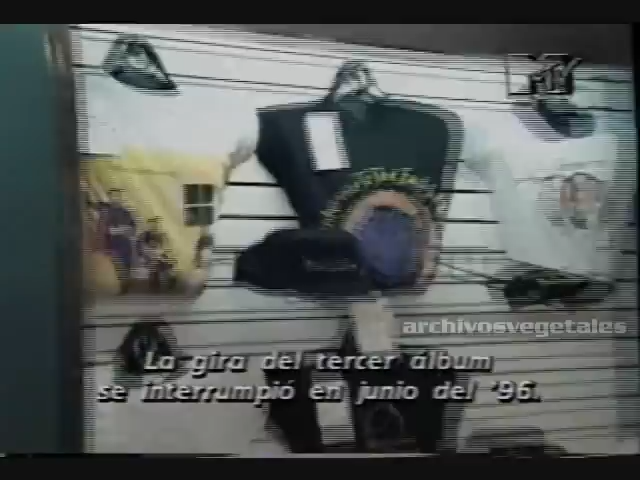 MTV
archivosvegetales
La gira del tercer álbum
se interrumpió en junio del '96.